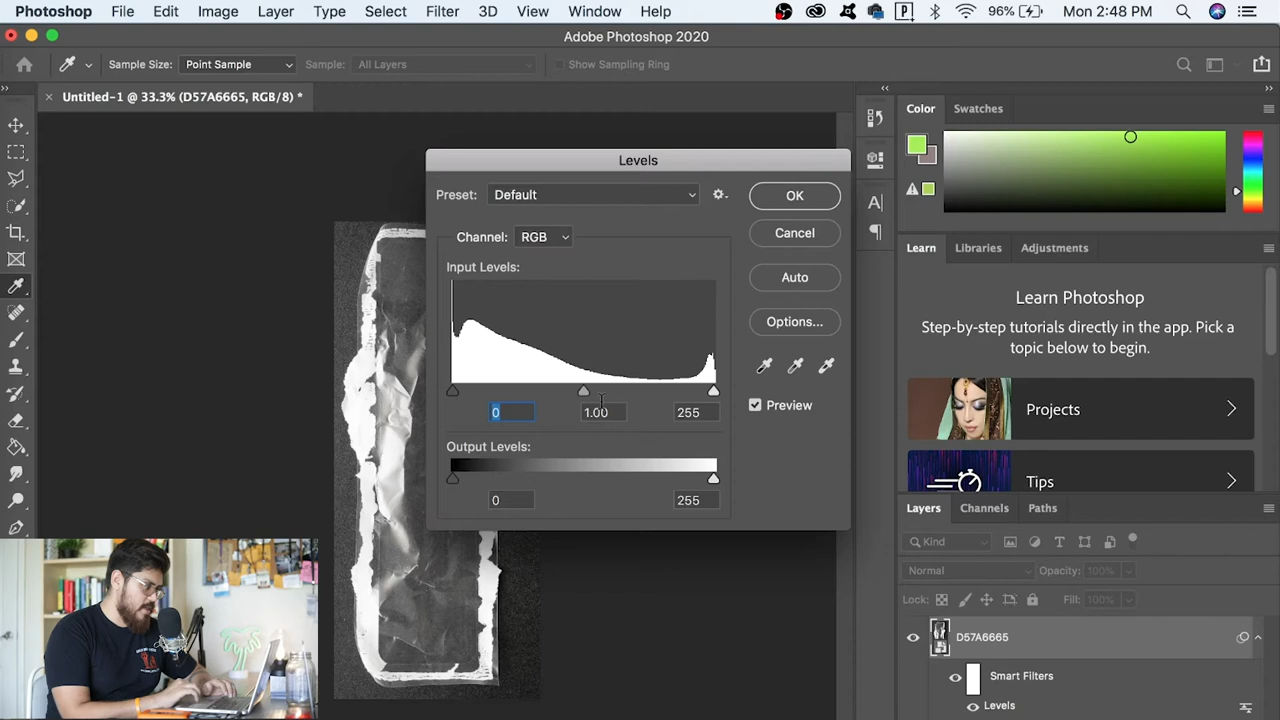 Photoshop File Edit Image Layer Type Select Filter 3D View Window Help 96% Mon 2:48 PM
Adobe Photoshop 2020
Sample Size: Point Sample Sample: All Layers Show Sampling Ring
× Untitled-1 @ 33.3% (D57A6665, RGB/8) *
Color Swatches
Levels
Preset: Default
OK
Channel: RGB
Cancel
Input Levels:
Auto
Options...
0 1.00 255
Preview
Output Levels:
0 255
Learn Libraries Adjustments
Learn Photoshop
Step-by-step tutorials directly in the app. Pick a
topic below to begin.
Projects
Tips
Layers Channels Paths
Kind
Normal Opacity: 100%
Lock: Fill: 100%
D57A6665
Smart Filters
Levels